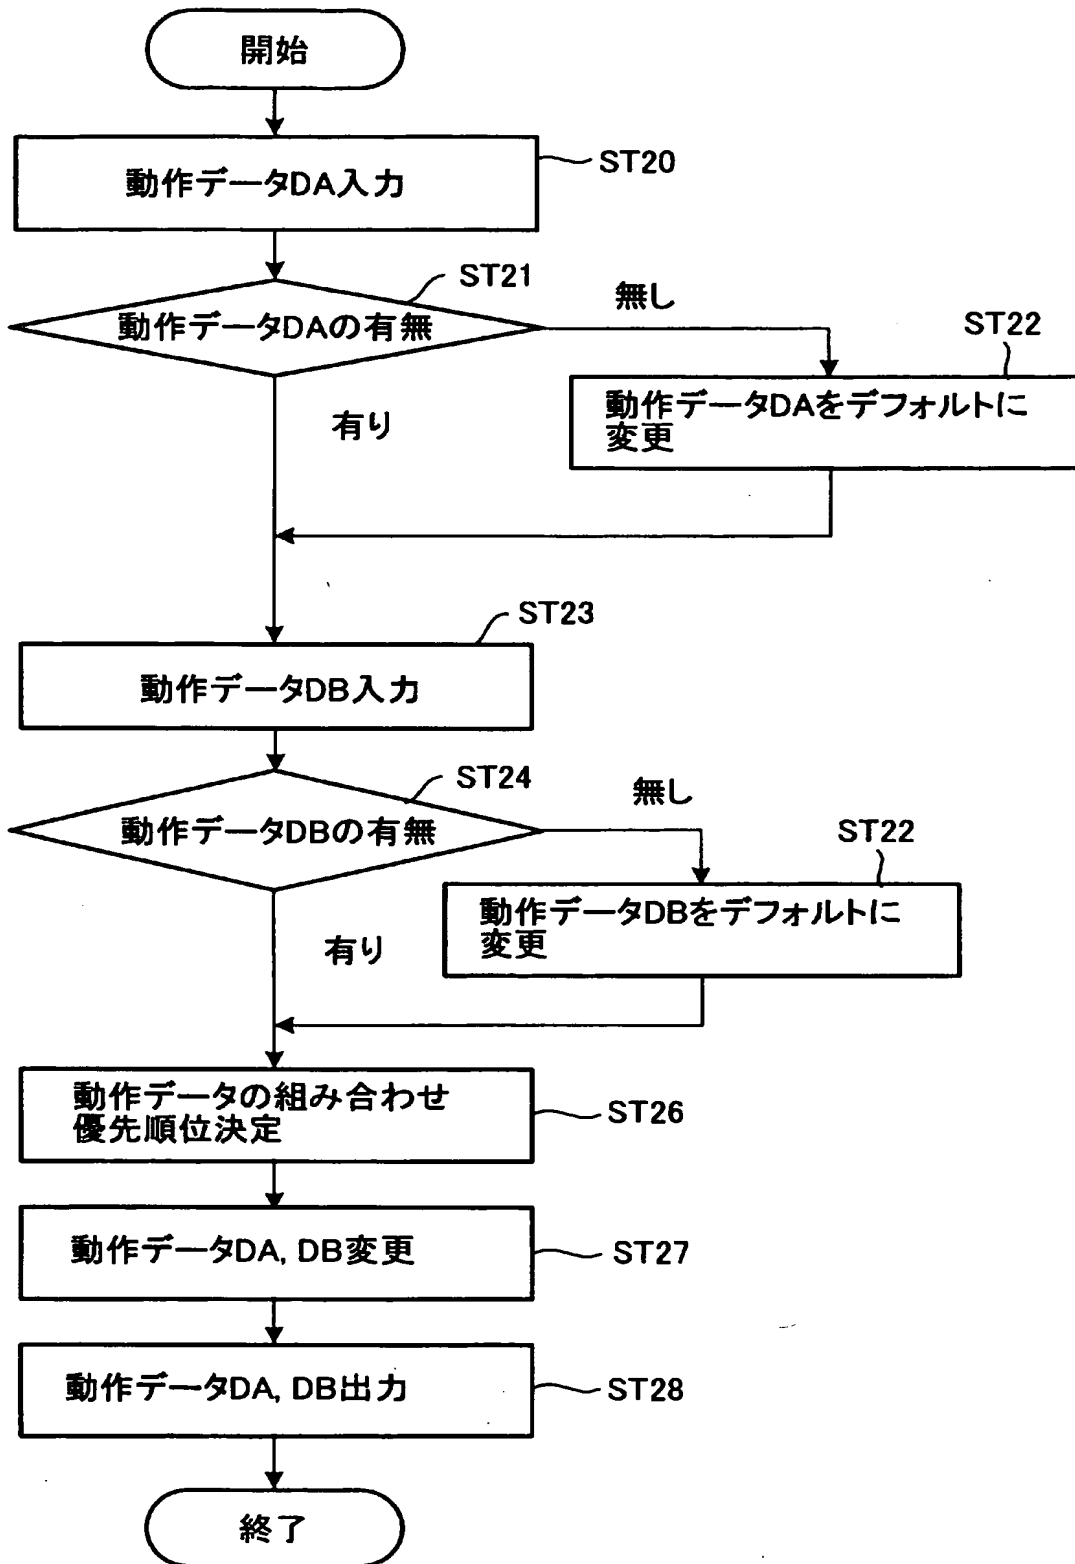 開始
動作データDA入力
ST20
動作データDAの有無
ST21
無し
有り
ST22
動作データDAをデフォルトに
変更
ST23
動作データDB入力
ST24
動作データDBの有無
無し
有り
ST22
動作データDBをデフォルトに
変更
動作データの組み合わせ
優先順位決定
ST26
動作データDA, DB変更
ST27
動作データDA, DB出力
ST28
終了